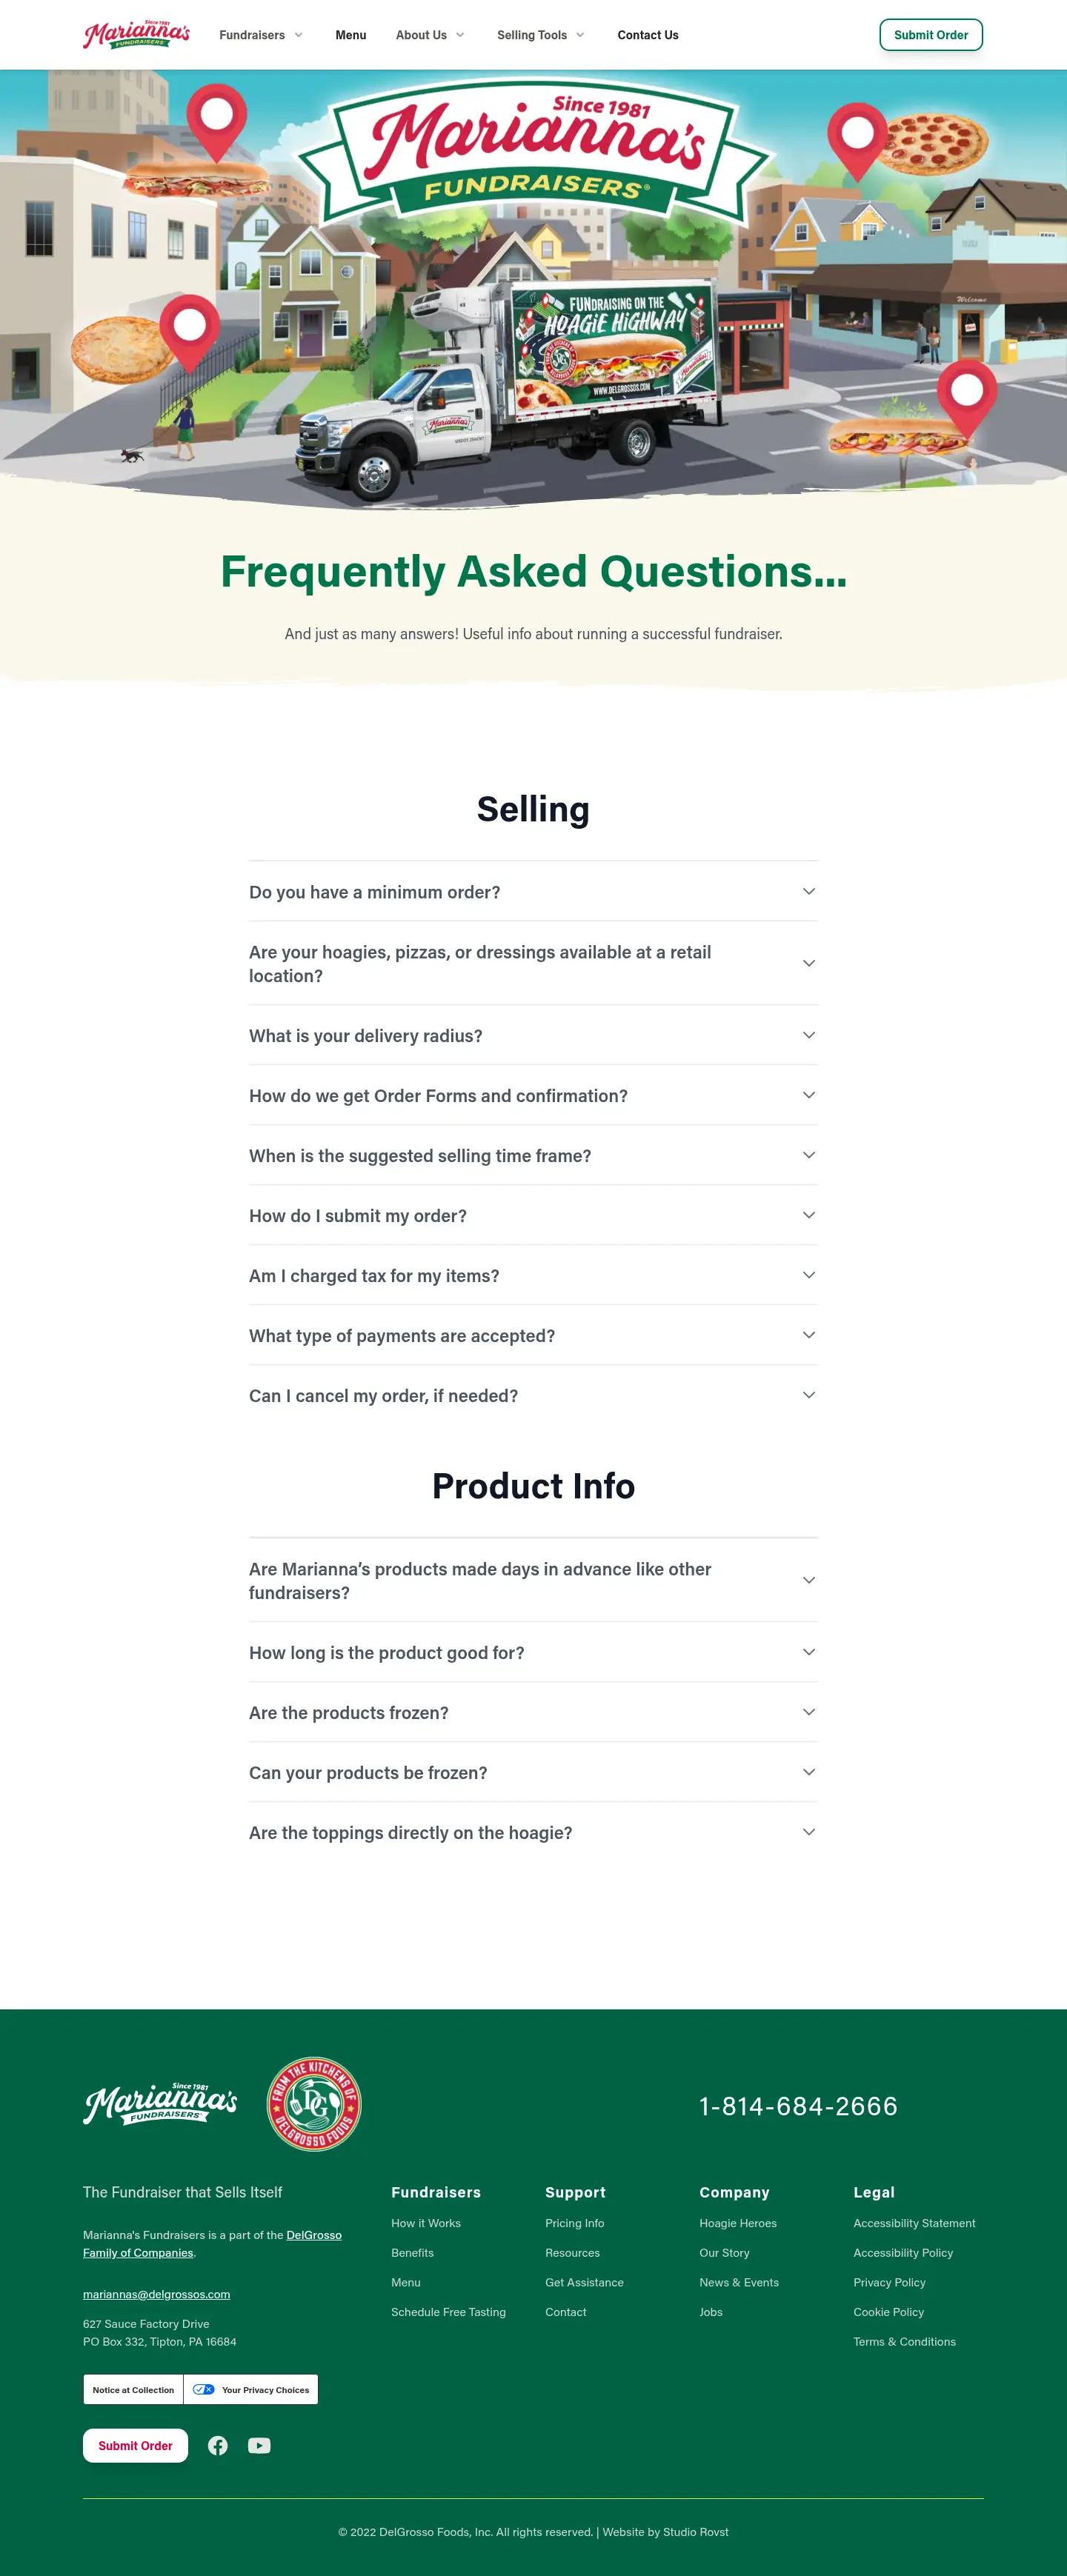 Since 1981
Marianna's
FUNDRAISERS
Fundraisers
Menu
About Us
Selling Tools
Contact Us
Submit Order
Since 1981
Marianna's
FUNDRAISERS®
FUNDRAISING ON THE
HOAGIE HIGHWAY
WWW.DELGROSSOS.COM
Marianna's
Welcome
Frequently Asked Questions...
And just as many answers! Useful info about running a successful fundraiser.
Selling
Do you have a minimum order?
Are your hoagies, pizzas, or dressings available at a retail
location?
What is your delivery radius?
How do we get Order Forms and confirmation?
When is the suggested selling time frame?
How do I submit my order?
Am I charged tax for my items?
What type of payments are accepted?
Can I cancel my order, if needed?
Product Info
Are Marianna’s products made days in advance like other
fundraisers?
How long is the product good for?
Are the products frozen?
Can your products be frozen?
Are the toppings directly on the hoagie?
Since 1981
Marianna's
FUNDRAISERS
FROM THE KITCHENS OF
DG
DELGROSSO FOODS
1-814-684-2666
The Fundraiser that Sells Itself
Marianna's Fundraisers is a part of the DelGrosso
Family of Companies.
mariannas@delgrossos.com
627 Sauce Factory Drive
PO Box 332, Tipton, PA 16684
Notice at Collection
Your Privacy Choices
Submit Order
Fundraisers
How it Works
Benefits
Menu
Schedule Free Tasting
Support
Pricing Info
Resources
Get Assistance
Contact
Company
Hoagie Heroes
Our Story
News & Events
Jobs
Legal
Accessibility Statement
Accessibility Policy
Privacy Policy
Cookie Policy
Terms & Conditions
© 2022 DelGrosso Foods, Inc. All rights reserved. | Website by Studio Rovst